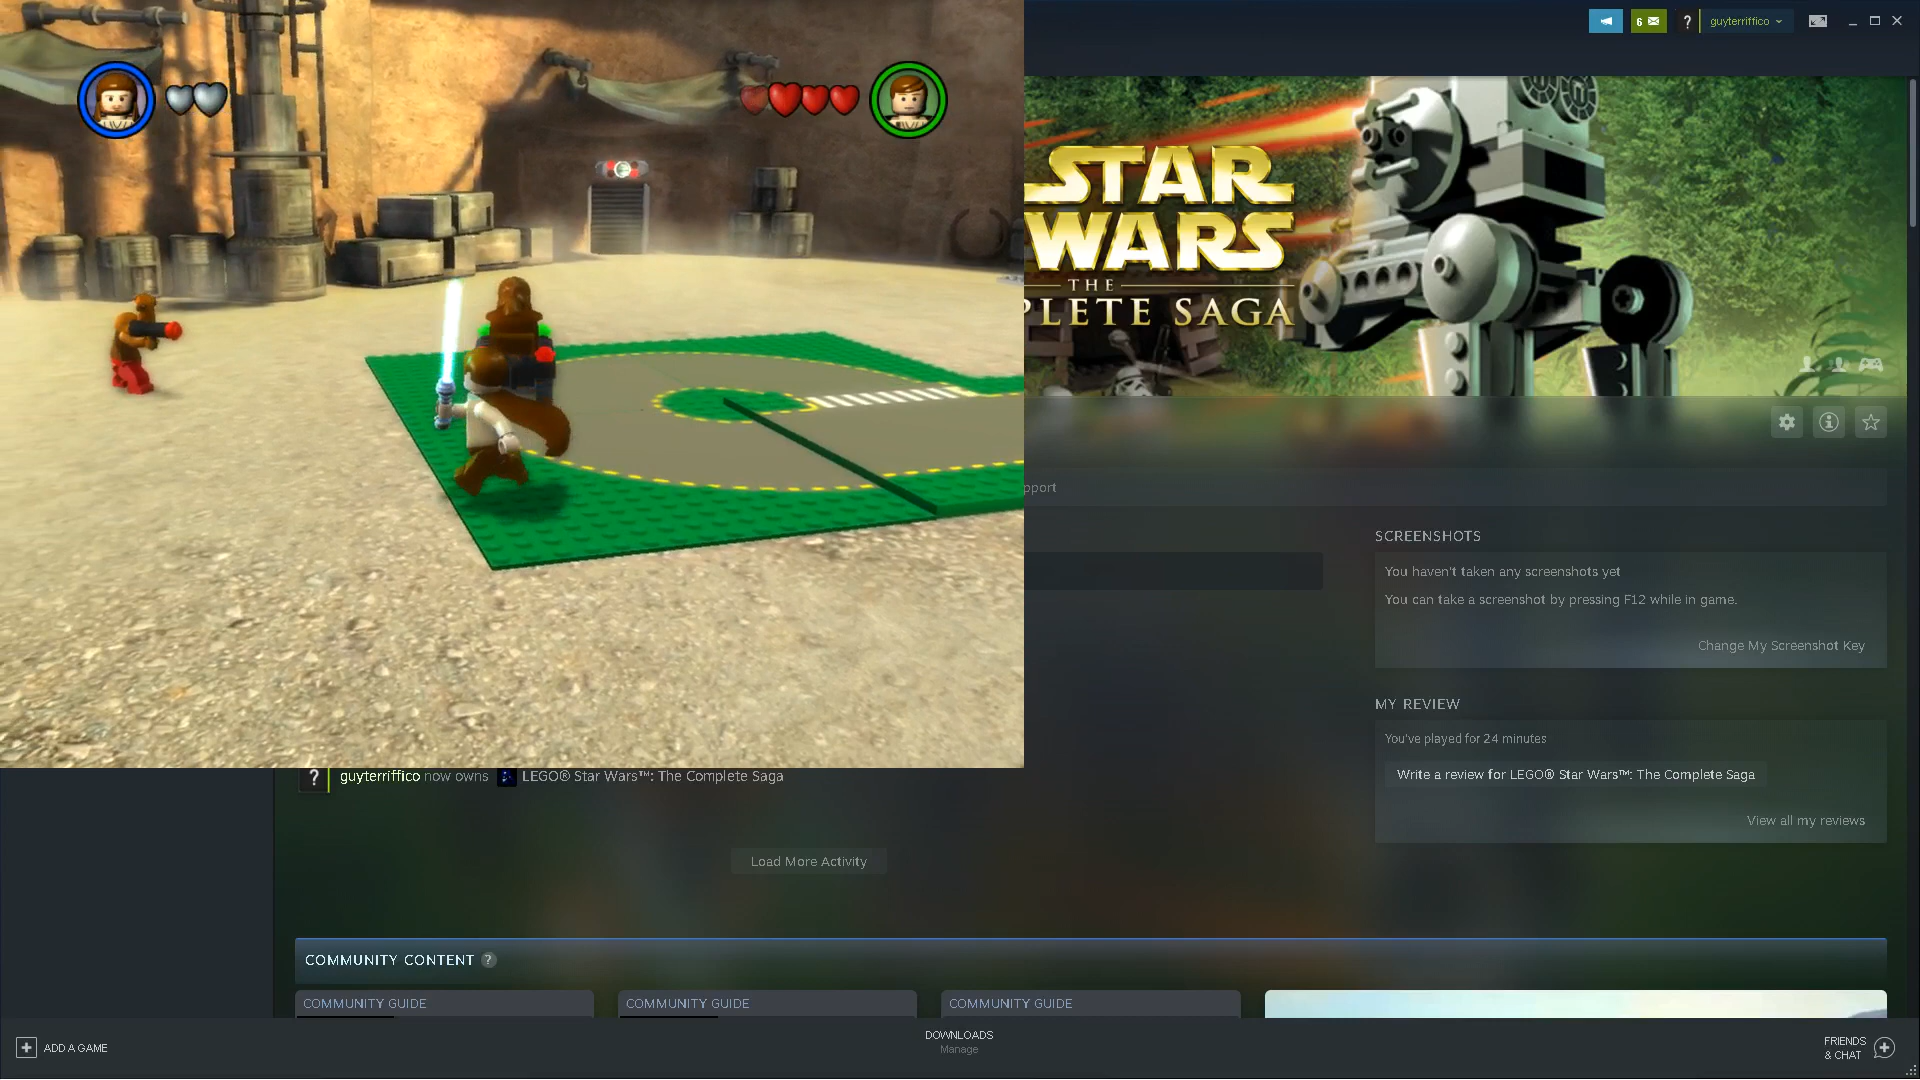 6
?
guyterriffico
STAR
WARS
THE
PLETE SAGA
pport
SCREENSHOTS
You haven't taken any screenshots yet
You can take a screenshot by pressing F12 while in game.
Change My Screenshot Key
MY REVIEW
You've played for 24 minutes
Write a review for LEGO® Star Wars™: The Complete Saga
View all my reviews
? guyterriffico now owns LEGO® Star Wars™: The Complete Saga
Load More Activity
COMMUNITY CONTENT ?
COMMUNITY GUIDE
COMMUNITY GUIDE
COMMUNITY GUIDE
ADD A GAME
DOWNLOADS
Manage
FRIENDS
& CHAT